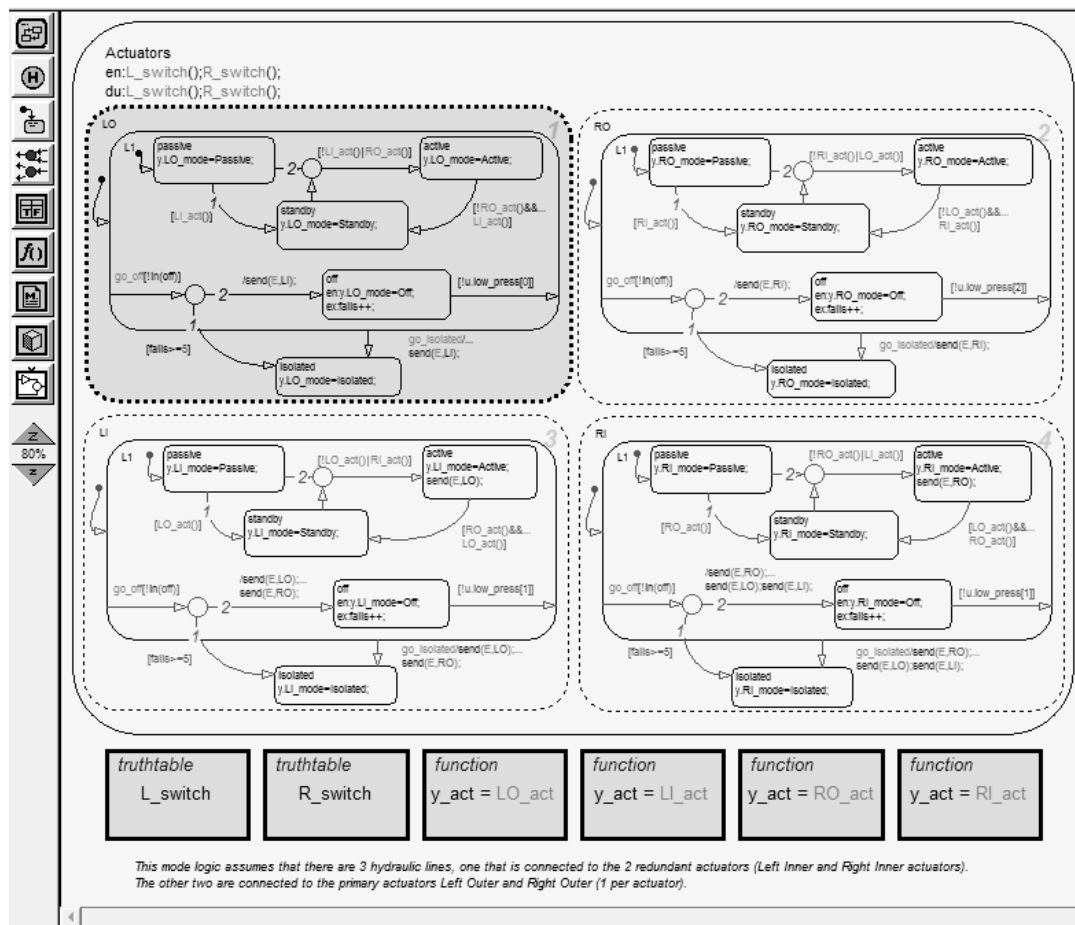 Actuators
en:L_switch();R_switch();
du:L_switch();R_switch();
LO
1
L1
passive
y.LO_mode=Passive;
2
[!LI_act()|RO_act()]
active
y.LO_mode=Active;
1
[LI_act()]
standby
y.LO_mode=Standby;
[!RO_act()&&...
LI_act()]
go_off[!in(off)]
/send(E,LI);
2
off
en:y.LO_mode=Off;
ex:fails++;
[!u.low_press[0]]
1
[fails>=5]
go_isolated/...
send(E,LI);
Isolated
y.LO_mode=Isolated;
RO
2
L1
passive
y.RO_mode=Passive;
2
[!RI_act()|LO_act()]
active
y.RO_mode=Active;
1
[RI_act()]
standby
y.RO_mode=Standby;
[!LO_act()&&...
RI_act()]
go_off[!in(off)]
/send(E,RI);
2
off
en:y.RO_mode=Off;
ex:fails++;
[!u.low_press[2]]
1
[fails>=5]
go_isolated/send(E,RI);
Isolated
y.RO_mode=Isolated;
LI
3
L1
passive
y.LI_mode=Passive;
2
[!LO_act()|RI_act()]
active
y.LI_mode=Active;
send(E,LO);
1
[LO_act()]
standby
y.LI_mode=Standby;
[RO_act()&&...
LO_act()]
go_off[!in(off)]
/send(E,LO);...
send(E,RO);
2
off
en:y.LI_mode=Off;
ex:fails++;
[!u.low_press[1]]
1
[fails>=5]
go_isolated/send(E,LO);...
send(E,RO);
Isolated
y.LI_mode=Isolated;
RI
4
L1
passive
y.RI_mode=Passive;
2
[!RO_act()|LI_act()]
active
y.RI_mode=Active;
send(E,RO);
1
[RO_act()]
standby
y.RI_mode=Standby;
[LO_act()&&...
RO_act()]
go_off[!in(off)]
/send(E,RO);...
send(E,LO);send(E,LI);
2
off
en:y.RI_mode=Off;
ex:fails++;
[!u.low_press[1]]
1
[fails>=5]
go_isolated/send(E,RO);...
send(E,LO);send(E,LI);
Isolated
y.RI_mode=Isolated;
H
TF
f()
M
Z
80%
z
truthtable
L_switch
truthtable
R_switch
function
y_act = LO_act
function
y_act = LI_act
function
y_act = RO_act
function
y_act = RI_act
This mode logic assumes that there are 3 hydraulic lines, one that is connected to the 2 redundant actuators (Left Inner and Right Inner actuators).
The other two are connected to the primary actuators Left Outer and Right Outer (1 per actuator).